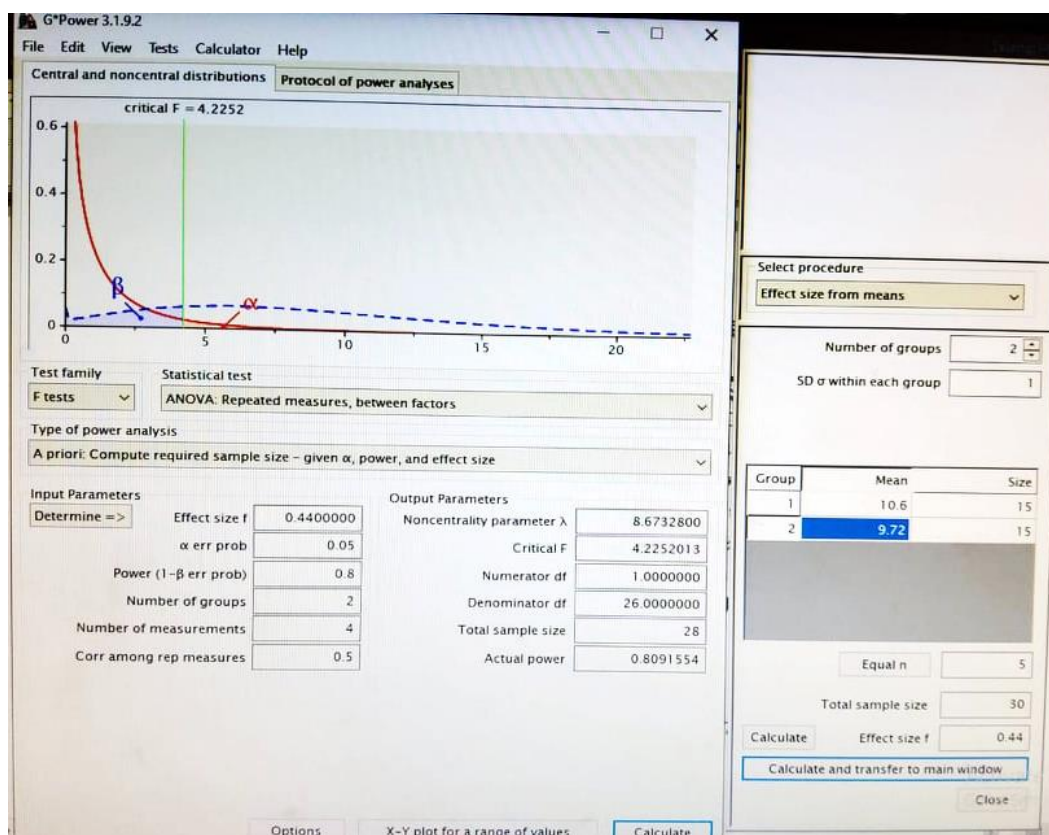 G*Power 3.1.9.2
File Edit View Tests Calculator Help
Central and noncentral distributions Protocol of power analyses
critical F = 4.2252
0.6
0.4
0.2
0
β
α
0 5 10 15 20
Test family Statistical test
F tests ANOVA: Repeated measures, between factors
Type of power analysis
A priori: Compute required sample size – given α, power, and effect size
Input Parameters
Determine =>
Effect size f 0.4400000
α err prob 0.05
Power (1-β err prob) 0.8
Number of groups 2
Number of measurements 4
Corr among rep measures 0.5
Output Parameters
Noncentrality parameter λ 8.6732800
Critical F 4.2252013
Numerator df 1.0000000
Denominator df 26.0000000
Total sample size 28
Actual power 0.8091554
Options X-Y plot for a range of values Calculate
Select procedure
Effect size from means
Number of groups 2
SD σ within each group 1
Group Mean Size
1 10.6 15
2 9.72 15
Equal n 5
Total sample size 30
Calculate Effect size f 0.44
Calculate and transfer to main window
Close